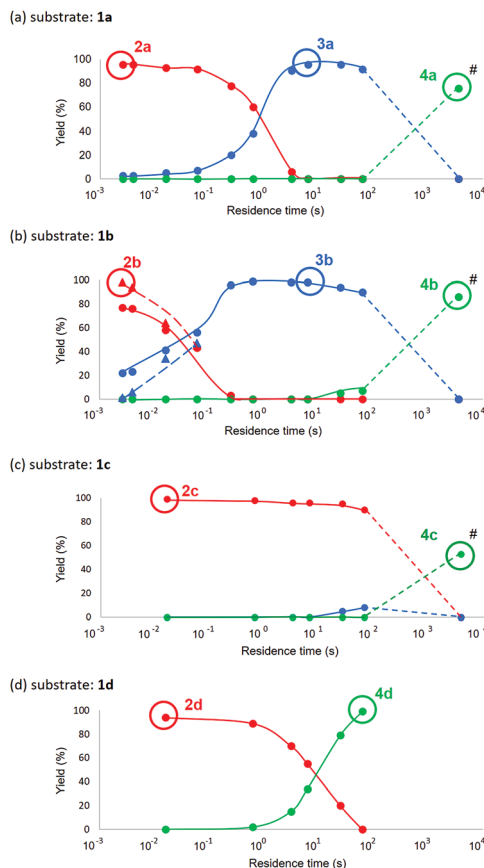 (a) substrate: 1a
2a
3a
4a
#
Yield (%)
100
80
60
40
20
0
10⁻³ 10⁻² 10⁻¹ 10⁰ 10¹ 10² 10³ 10⁴
Residence time (s)
(b) substrate: 1b
2b
3b
4b
#
Yield (%)
100
80
60
40
20
0
10⁻³ 10⁻² 10⁻¹ 10⁰ 10¹ 10² 10³ 10⁴
Residence time (s)
(c) substrate: 1c
2c
4c
#
Yield (%)
100
80
60
40
20
0
10⁻³ 10⁻² 10⁻¹ 10⁰ 10¹ 10² 10³ 10⁴
Residence time (s)
(d) substrate: 1d
2d
4d
Yield (%)
100
80
60
40
20
0
10⁻³ 10⁻² 10⁻¹ 10⁰ 10¹ 10² 10³ 10⁴
Residence time (s)